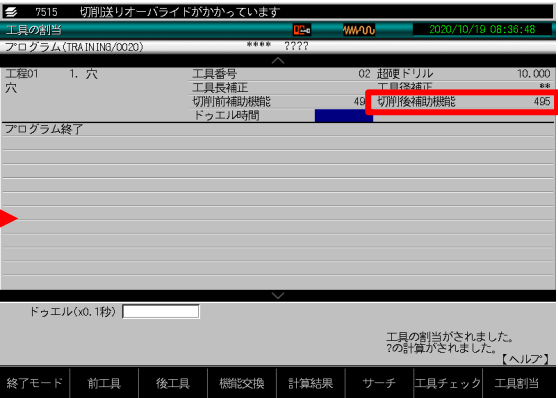 7515 切削送りオーバライドがかかっています
工具の割当 2020/10/19 08:36:48
プログラム(TRAINING/0020) **** ????
工程01 1. 穴 工具番号 02 超硬ドリル 10.000
穴 工具長補正 工具径補正 **
切削前補助機能 49 切削後補助機能 495
ドゥエル時間
プログラム終了
ドゥエル(x0.1秒)
工具の割当がされました。
?の計算がされました。
【ヘルプ】
終了モード 前工具 後工具 機能交換 計算結果 サーチ 工具チェック 工具割当